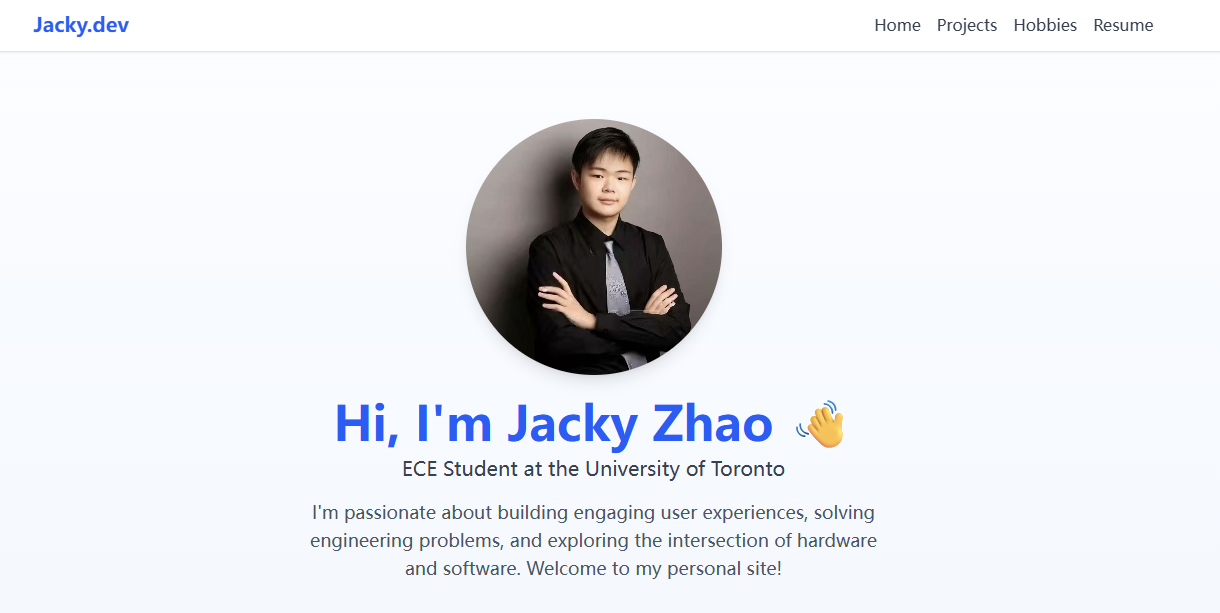 Jacky.dev
Home Projects Hobbies Resume
Hi, I'm Jacky Zhao 👋
ECE Student at the University of Toronto
I'm passionate about building engaging user experiences, solving
engineering problems, and exploring the intersection of hardware
and software. Welcome to my personal site!